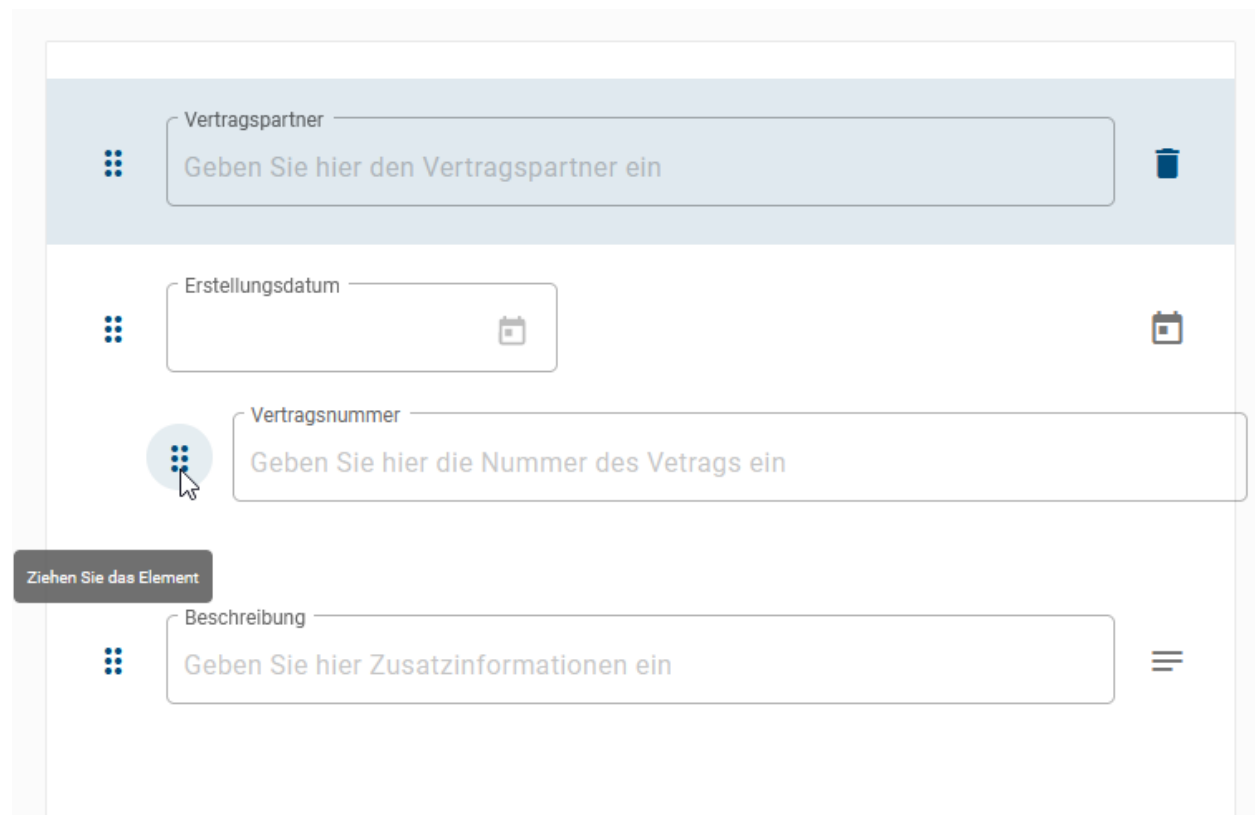 Vertragspartner
Geben Sie hier den Vertragspartner ein
Erstellungsdatum
Vertragsnummer
Geben Sie hier die Nummer des Vetrags ein
Ziehen Sie das Element
Beschreibung
Geben Sie hier Zusatzinformationen ein